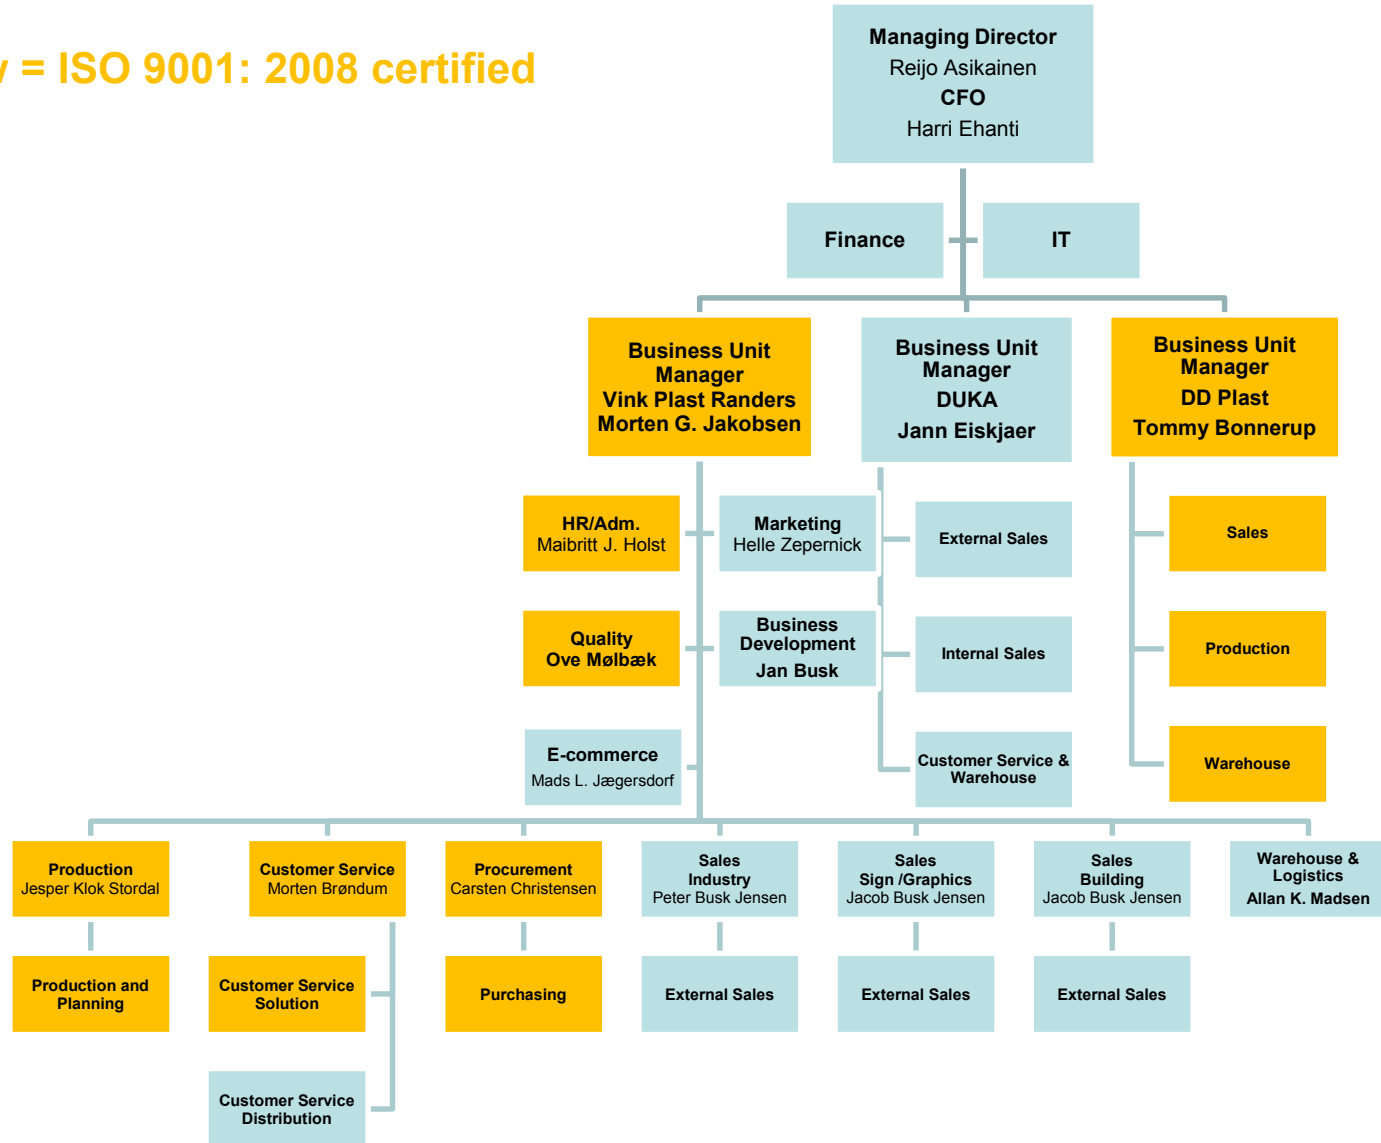 = ISO 9001: 2008 certified
Managing Director
Reijo Asikainen
CFO
Harri Ehanti
Finance
IT
Business Unit
Manager
Vink Plast Randers
Morten G. Jakobsen
Business Unit
Manager
DUKA
Jann Eiskjaer
Business Unit
Manager
DD Plast
Tommy Bonnerup
HR/Adm.
Maibritt J. Holst
Marketing
Helle Zepernick
External Sales
Sales
Quality
Ove Mølbæk
Business
Development
Jan Busk
Internal Sales
Production
E-commerce
Mads L. Jægersdorf
Customer Service &
Warehouse
Warehouse
Production
Jesper Klok Stordal
Customer Service
Morten Brøndum
Procurement
Carsten Christensen
Sales
Industry
Peter Busk Jensen
Sales
Sign /Graphics
Jacob Busk Jensen
Sales
Building
Jacob Busk Jensen
Warehouse &
Logistics
Allan K. Madsen
Production and
Planning
Customer Service
Solution
Purchasing
External Sales
External Sales
External Sales
Customer Service
Distribution